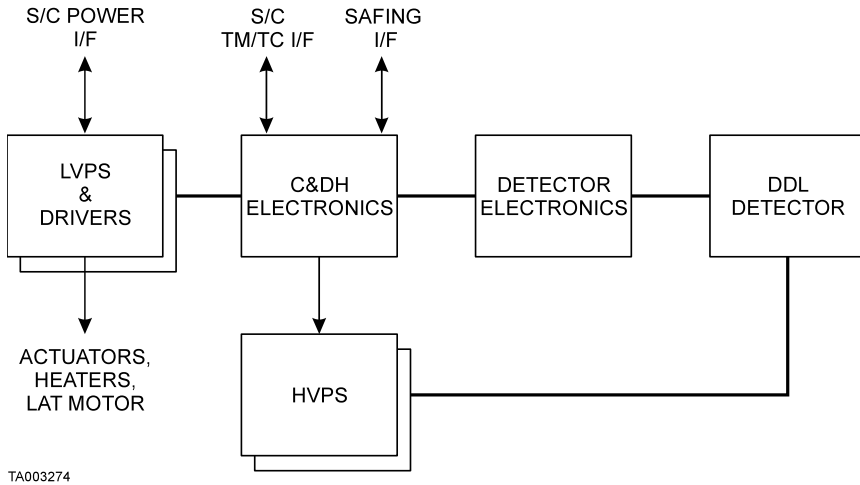 S/C POWER
I/F
S/C
TM/TC I/F
SAFING
I/F
LVPS
&
DRIVERS
C&DH
ELECTRONICS
DETECTOR
ELECTRONICS
DDL
DETECTOR
ACTUATORS,
HEATERS,
LAT MOTOR
HVPS
TA003274